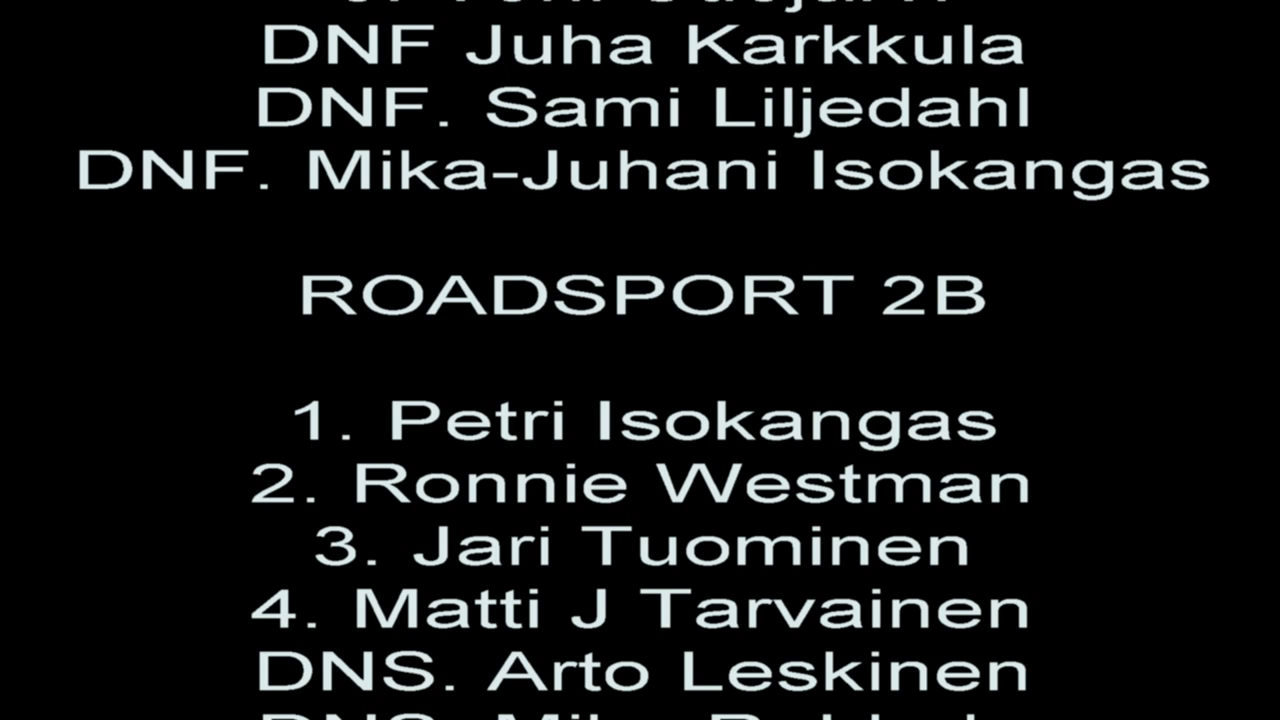 DNF Juha Karkkula
DNF. Sami Liljedahl
DNF. Mika-Juhani Isokangas
ROADSPORT 2B
1. Petri Isokangas
2. Ronnie Westman
3. Jari Tuominen
4. Matti J Tarvainen
DNS. Arto Leskinen
DNS.